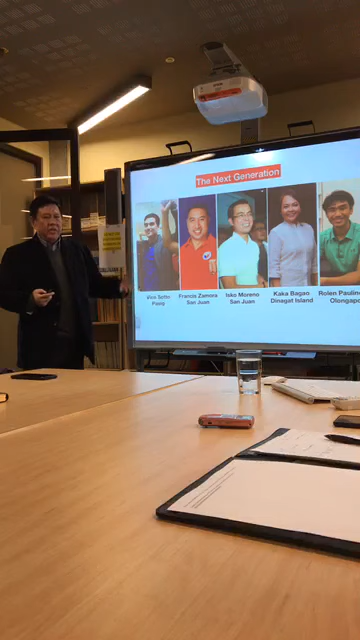 The Next Generation
Vico Sotto
Pasig
Francis Zamora
San Juan
Isko Moreno
San Juan
Kaka Bagao
Dinagat Island
Rolen Paulino
Olongapo